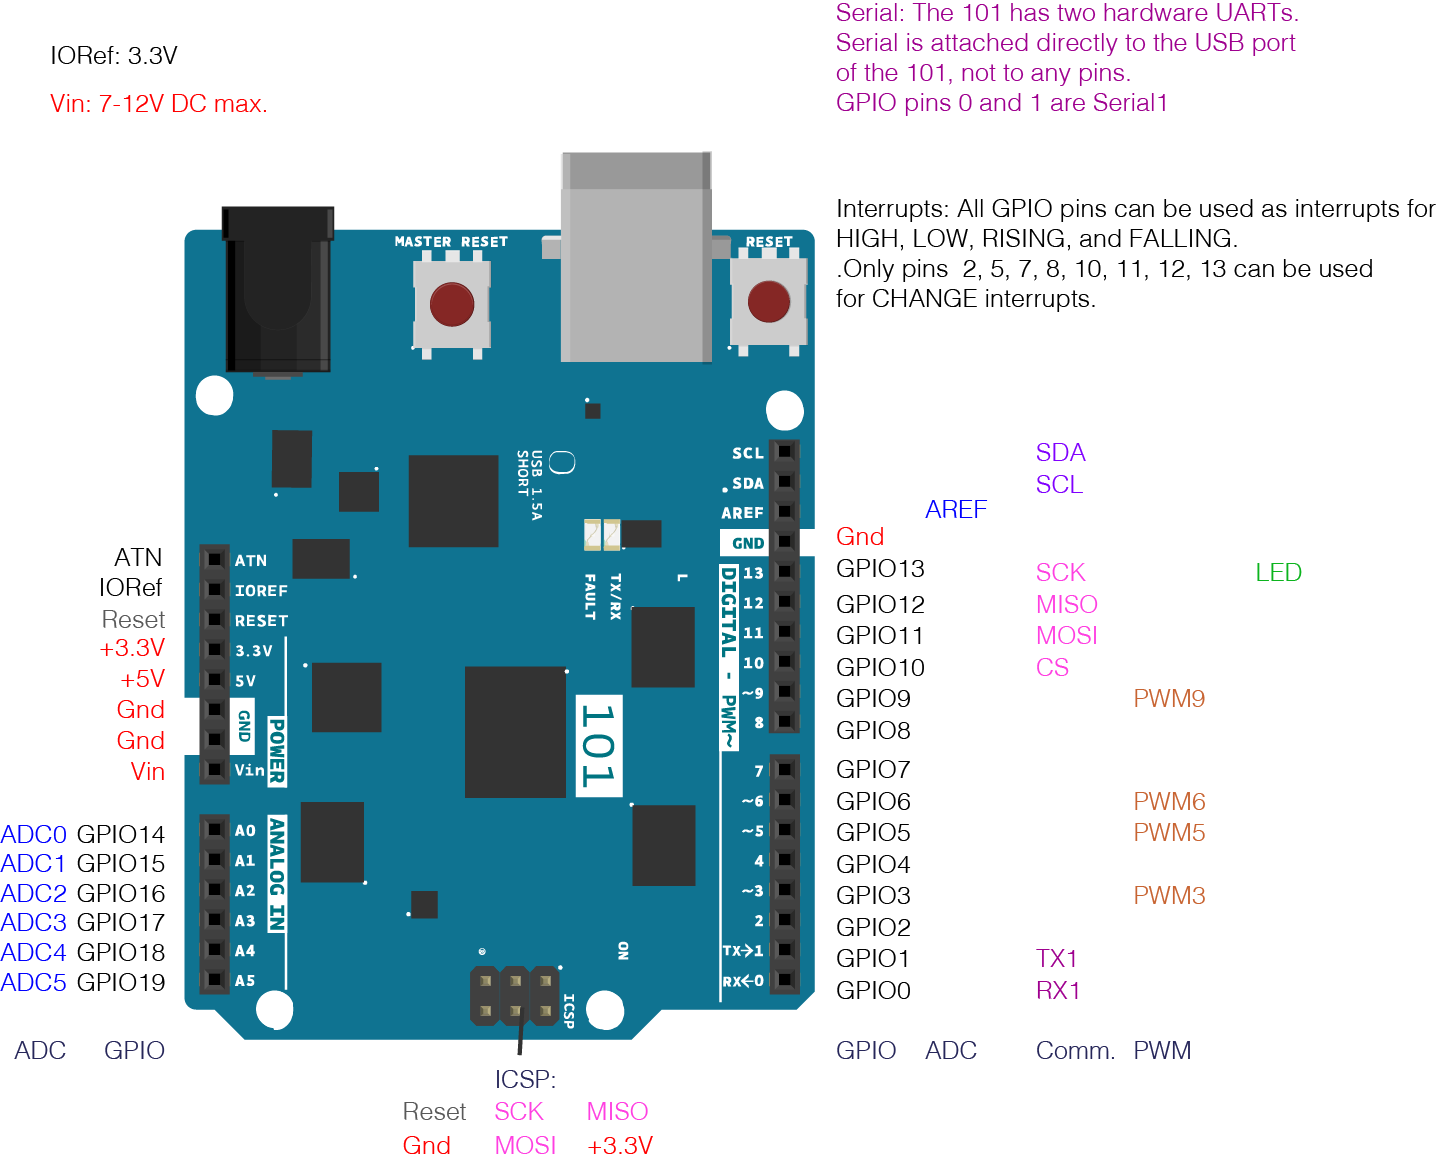 Serial: The 101 has two hardware UARTs.
Serial is attached directly to the USB port
of the 101, not to any pins.
GPIO pins 0 and 1 are Serial1
IORef: 3.3V
Vin: 7-12V DC max.
Interrupts: All GPIO pins can be used as interrupts for
HIGH, LOW, RISING, and FALLING.
.Only pins  2, 5, 7, 8, 10, 11, 12, 13 can be used
for CHANGE interrupts.
MASTER RESET
RESET
USB 1.5A
SHORT
FAULT
TX/RX
L
SCL
SDA
AREF
GND
13
12
11
10
~9
8
7
~6
~5
4
~3
2
TX→1
RX←0
DIGITAL - PWM~
SDA
SCL
AREF
Gnd
GPIO13 SCK LED
GPIO12 MISO
GPIO11 MOSI
GPIO10 CS
GPIO9 PWM9
GPIO8
GPIO7
GPIO6 PWM6
GPIO5 PWM5
GPIO4
GPIO3 PWM3
GPIO2
GPIO1 TX1
GPIO0 RX1
GPIO ADC Comm. PWM
ATN
IORef
Reset
+3.3V
+5V
Gnd
Gnd
Vin
ATN
IOREF
RESET
3.3V
5V
GND
Vin
POWER
ADC0 GPIO14
ADC1 GPIO15
ADC2 GPIO16
ADC3 GPIO17
ADC4 GPIO18
ADC5 GPIO19
ADC GPIO
A0
A1
A2
A3
A4
A5
ANALOG IN
101
ON
ICSP
ICSP:
Reset SCK MISO
Gnd MOSI +3.3V